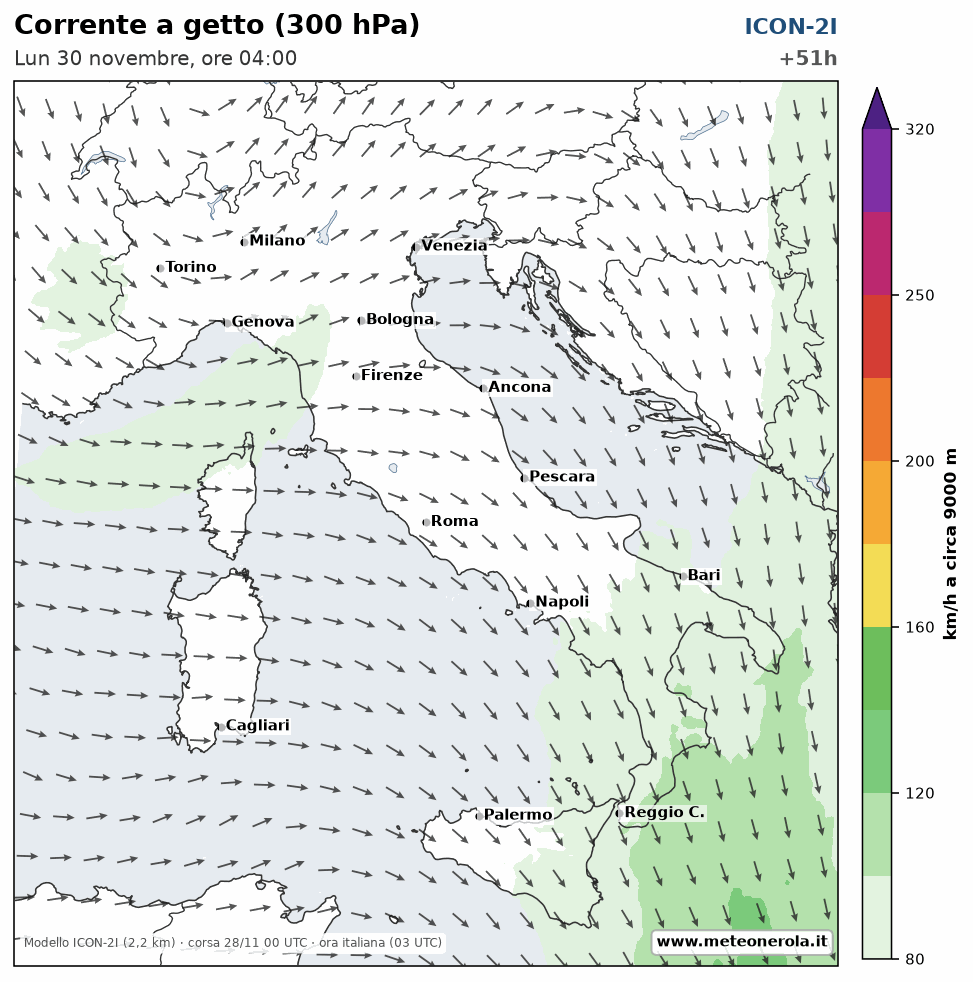 Corrente a getto (300 hPa)
ICON-2I
Lun 30 novembre, ore 04:00
+51h
320
Milano
Venezia
Torino
250
Genova
Bologna
Firenze
Ancona
200
Pescara
Roma
Bari
Napoli
160
km/h a circa 9000 m
Cagliari
120
Palermo
Reggio C.
Modello ICON-2I (2,2 km) · corsa 28/11 00 UTC · ora italiana (03 UTC)
www.meteonerola.it
80